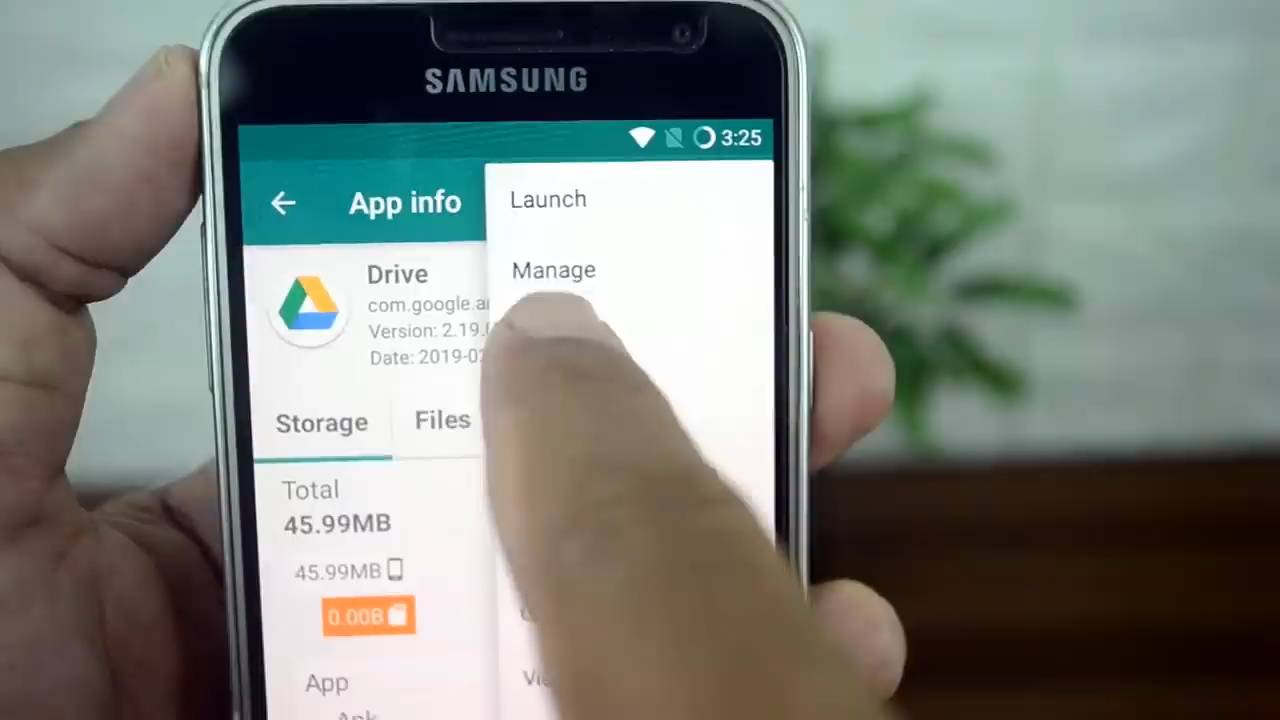 SAMSUNG
3:25
App info
Launch
Manage
Drive
com.google.a
Version: 2.19.
Date: 2019-0
Storage
Files
Total
45.99MB
45.99MB
0.00B
App
Apk